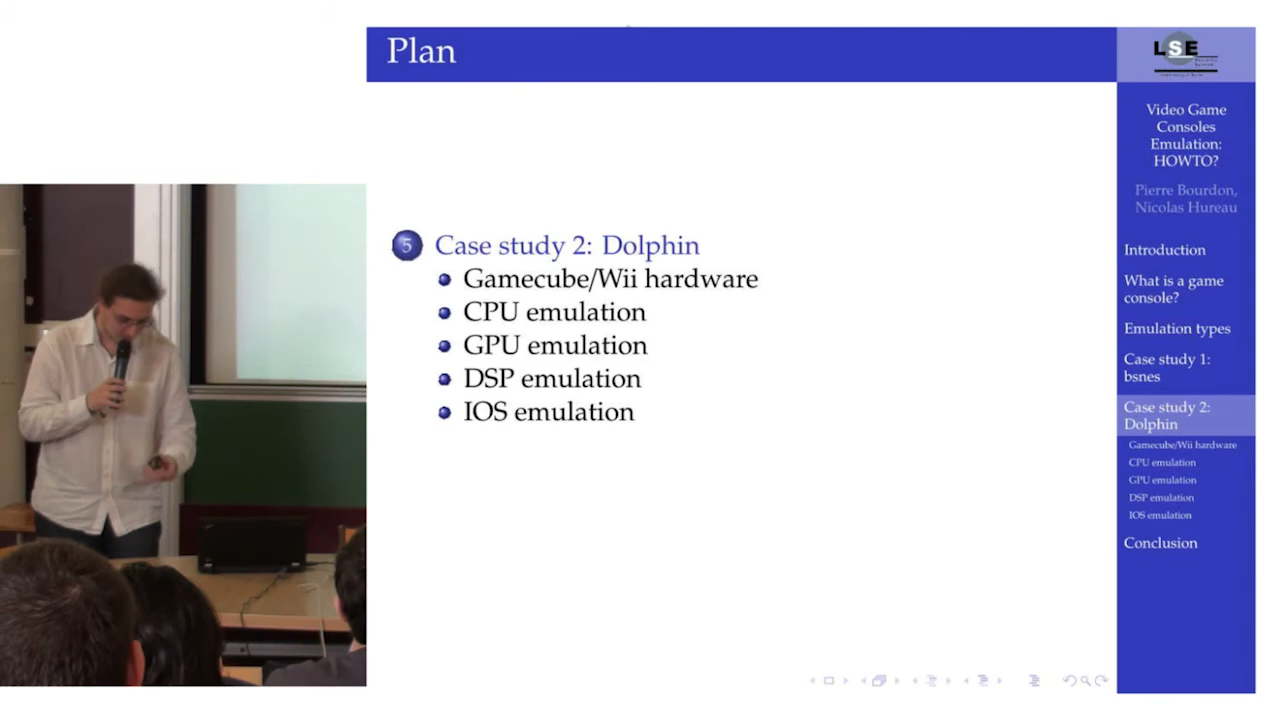 Plan
5 Case study 2: Dolphin
Gamecube/Wii hardware
CPU emulation
GPU emulation
DSP emulation
IOS emulation
LSE
Video Game
Consoles
Emulation:
HOWTO?
Pierre Bourdon,
Nicolas Hureau
Introduction
What is a game
console?
Emulation types
Case study 1:
bsnes
Case study 2:
Dolphin
Gamecube/Wii hardware
CPU emulation
GPU emulation
DSP emulation
IOS emulation
Conclusion